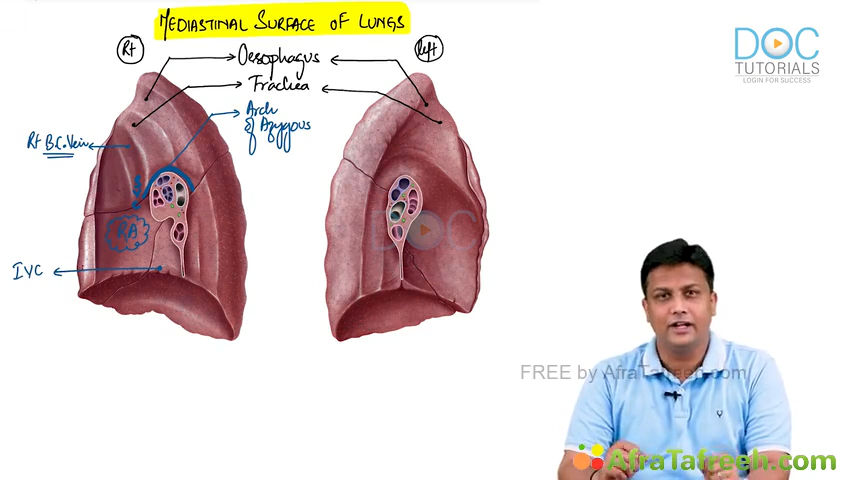 MEDIASTINAL SURFACE OF LUNGS
Rt
left
Oesophagus
Trachea
Arch
of Azygous
Rt B.C. Vein
RA
IVC
DOC
TUTORIALS
LOGIN FOR SUCCESS
DOC
FREE by AfraTafreeh.com
AfraTafreeh.com